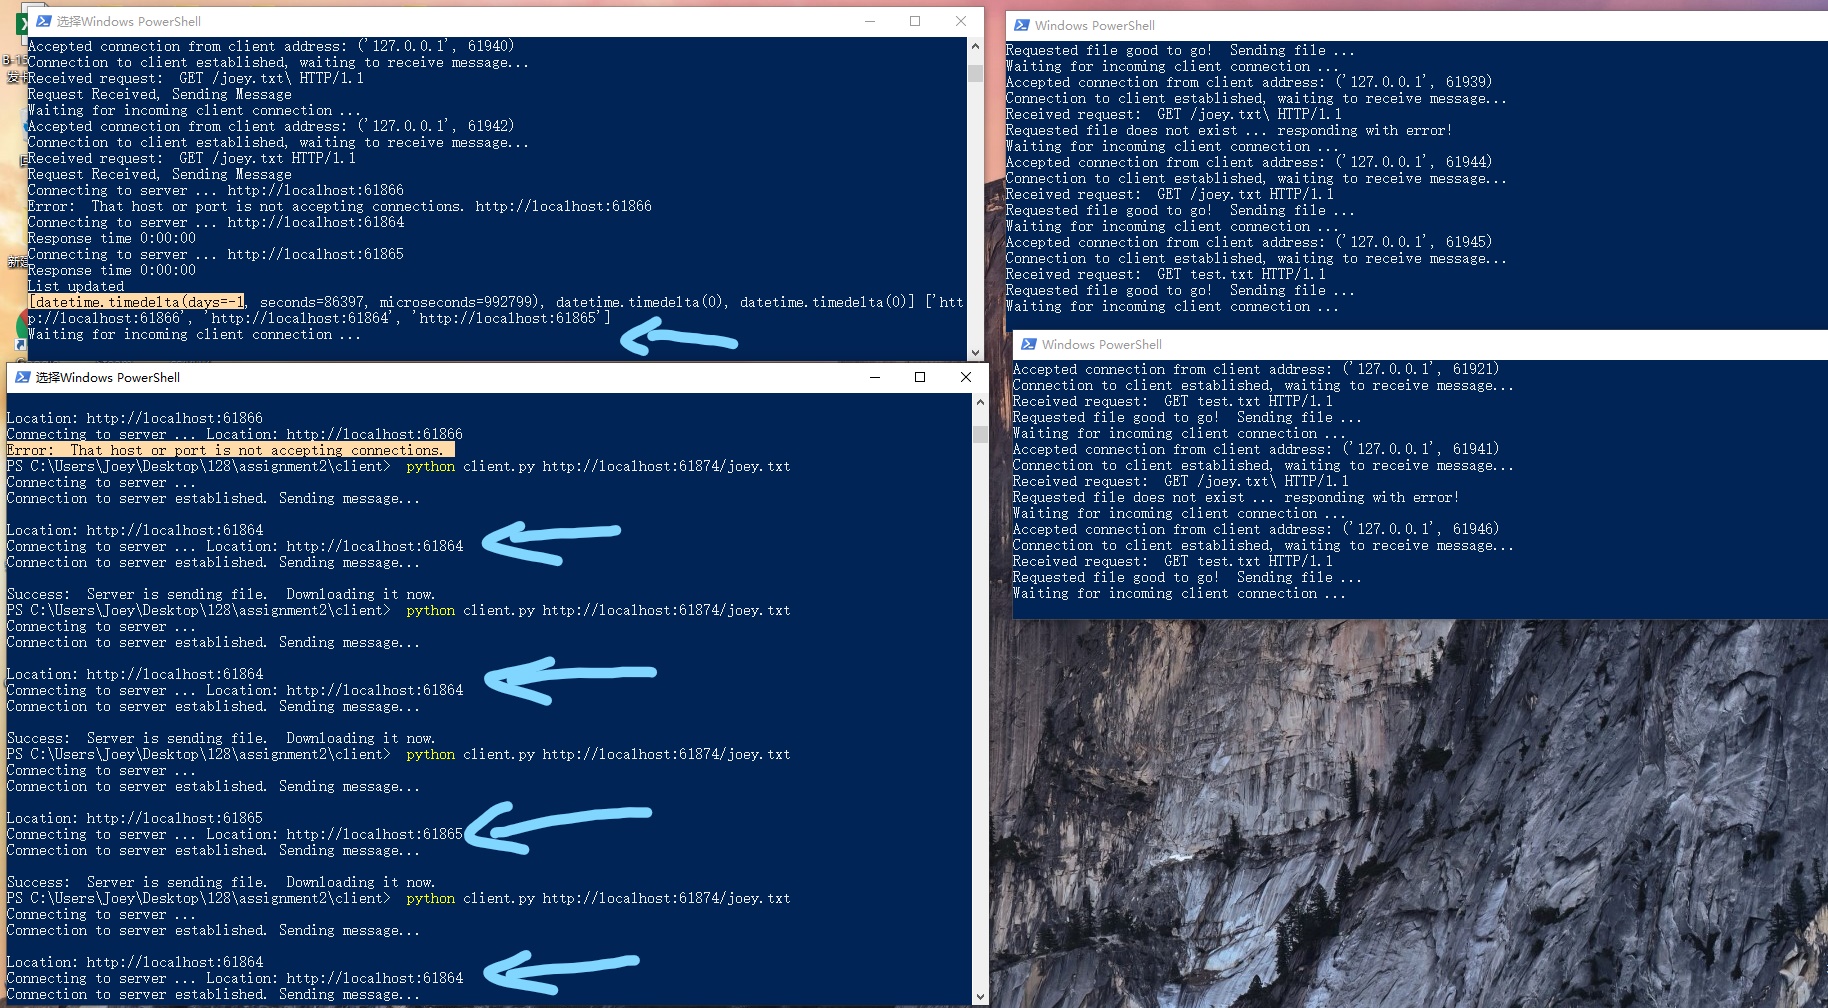 选择Windows PowerShell
Accepted connection from client address: ('127.0.0.1', 61940)
Connection to client established, waiting to receive message...
Received request:  GET /joey.txt\ HTTP/1.1
Request Received, Sending Message
Waiting for incoming client connection ...
Accepted connection from client address: ('127.0.0.1', 61942)
Connection to client established, waiting to receive message...
Received request:  GET /joey.txt HTTP/1.1
Request Received, Sending Message
Connecting to server ... http://localhost:61866
Error:  That host or port is not accepting connections. http://localhost:61866
Connecting to server ... http://localhost:61864
Response time 0:00:00
Connecting to server ... http://localhost:61865
Response time 0:00:00
List updated
[datetime.timedelta(days=-1, seconds=86397, microseconds=992799), datetime.timedelta(0), datetime.timedelta(0)] ['htt
p://localhost:61866', 'http://localhost:61864', 'http://localhost:61865']
Waiting for incoming client connection ...
选择Windows PowerShell
Location: http://localhost:61866
Connecting to server ... Location: http://localhost:61866
Error:  That host or port is not accepting connections.
PS C:\Users\Joey\Desktop\128\assignment2\client>  python client.py http://localhost:61874/joey.txt
Connecting to server ...
Connection to server established. Sending message...
Location: http://localhost:61864
Connecting to server ... Location: http://localhost:61864
Connection to server established. Sending message...
Success:  Server is sending file.  Downloading it now.
PS C:\Users\Joey\Desktop\128\assignment2\client>  python client.py http://localhost:61874/joey.txt
Connecting to server ...
Connection to server established. Sending message...
Location: http://localhost:61864
Connecting to server ... Location: http://localhost:61864
Connection to server established. Sending message...
Success:  Server is sending file.  Downloading it now.
PS C:\Users\Joey\Desktop\128\assignment2\client>  python client.py http://localhost:61874/joey.txt
Connecting to server ...
Connection to server established. Sending message...
Location: http://localhost:61865
Connecting to server ... Location: http://localhost:61865
Connection to server established. Sending message...
Success:  Server is sending file.  Downloading it now.
PS C:\Users\Joey\Desktop\128\assignment2\client>  python client.py http://localhost:61874/joey.txt
Connecting to server ...
Connection to server established. Sending message...
Location: http://localhost:61864
Connecting to server ... Location: http://localhost:61864
Connection to server established. Sending message...
Windows PowerShell
Requested file good to go!  Sending file ...
Waiting for incoming client connection ...
Accepted connection from client address: ('127.0.0.1', 61939)
Connection to client established, waiting to receive message...
Received request:  GET /joey.txt\ HTTP/1.1
Requested file does not exist ... responding with error!
Waiting for incoming client connection ...
Accepted connection from client address: ('127.0.0.1', 61944)
Connection to client established, waiting to receive message...
Received request:  GET /joey.txt HTTP/1.1
Requested file good to go!  Sending file ...
Waiting for incoming client connection ...
Accepted connection from client address: ('127.0.0.1', 61945)
Connection to client established, waiting to receive message...
Received request:  GET test.txt HTTP/1.1
Requested file good to go!  Sending file ...
Waiting for incoming client connection ...
Windows PowerShell
Accepted connection from client address: ('127.0.0.1', 61921)
Connection to client established, waiting to receive message...
Received request:  GET test.txt HTTP/1.1
Requested file good to go!  Sending file ...
Waiting for incoming client connection ...
Accepted connection from client address: ('127.0.0.1', 61941)
Connection to client established, waiting to receive message...
Received request:  GET /joey.txt\ HTTP/1.1
Requested file does not exist ... responding with error!
Waiting for incoming client connection ...
Accepted connection from client address: ('127.0.0.1', 61946)
Connection to client established, waiting to receive message...
Received request:  GET test.txt HTTP/1.1
Requested file good to go!  Sending file ...
Waiting for incoming client connection ...